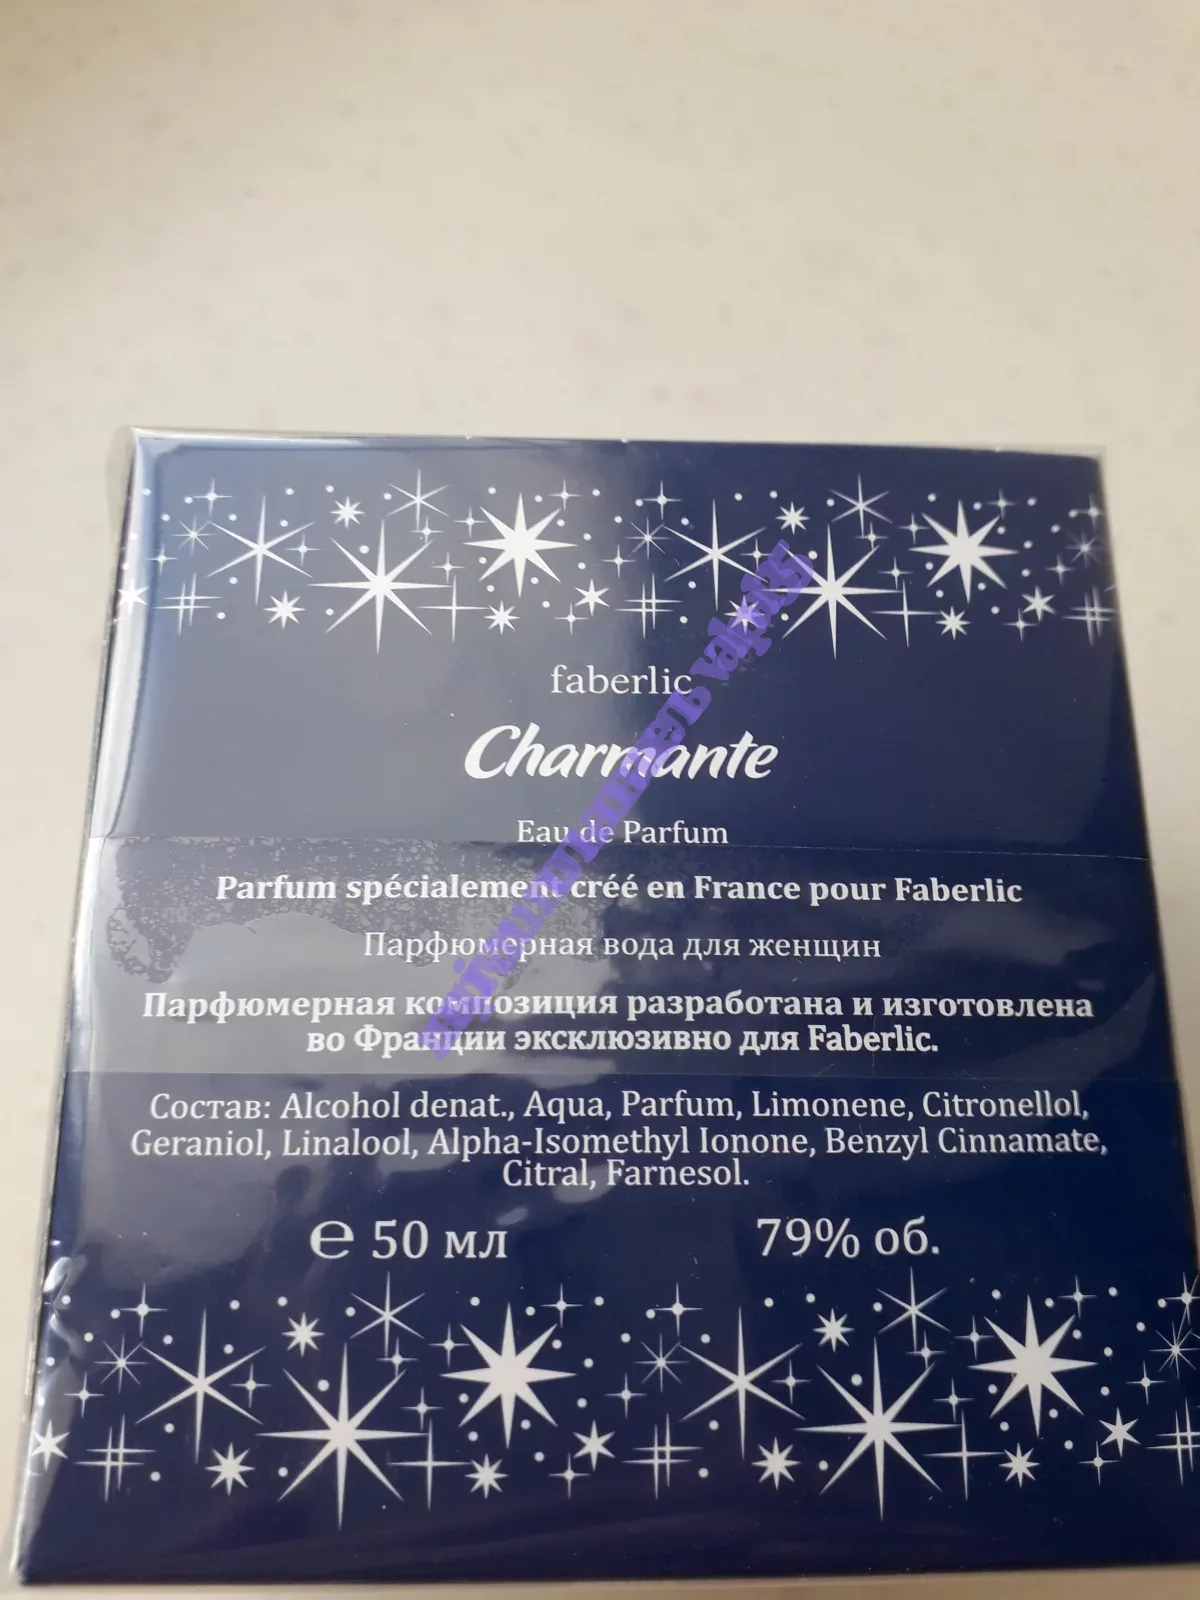 faberlic
Charmante
Eau de Parfum
Parfum spécialement créé en France pour Faberlic
Парфюмерная вода для женщин
Парфюмерная композиция разработана и изготовлена
во Франции эксклюзивно для Faberlic.
Состав: Alcohol denat., Aqua, Parfum, Limonene, Citronellol,
Geraniol, Linalool, Alpha-Isomethyl Ionone, Benzyl Cinnamate,
Citral, Farnesol.
℮ 50 мл
79% об.